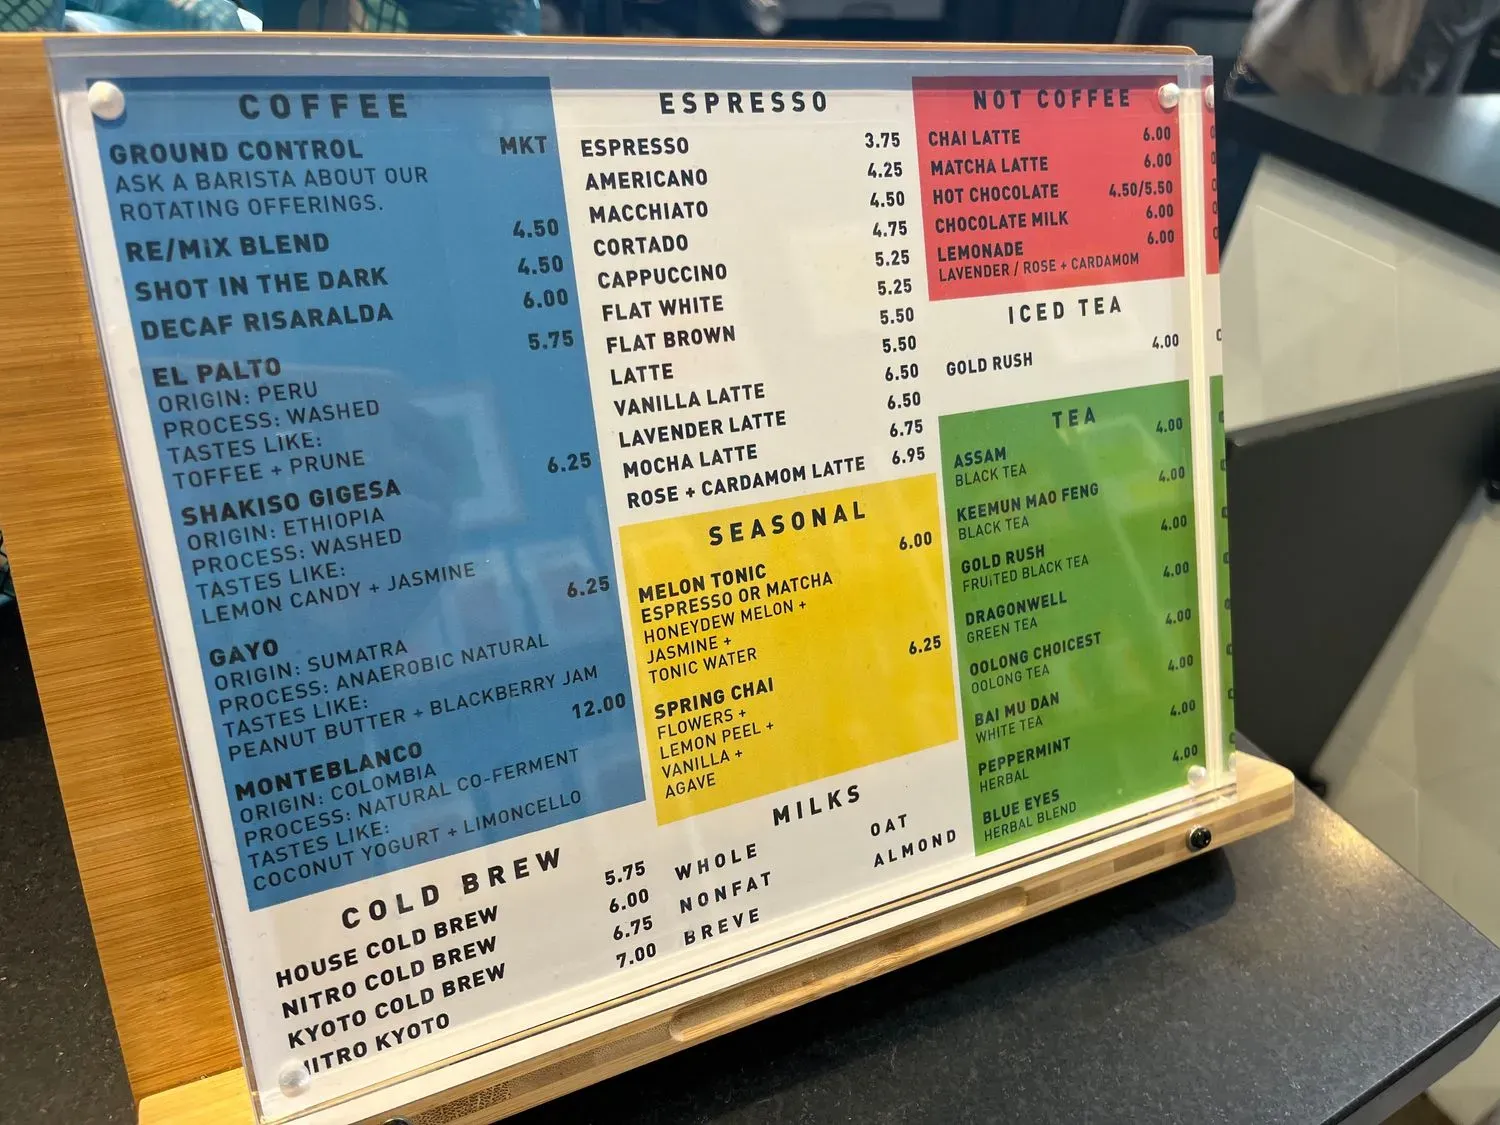 COFFEE
GROUND CONTROL MKT
ASK A BARISTA ABOUT OUR
ROTATING OFFERINGS.
RE/MIX BLEND 4.50
SHOT IN THE DARK 4.50
DECAF RISARALDA 6.00
EL PALTO 5.75
ORIGIN: PERU
PROCESS: WASHED
TASTES LIKE:
TOFFEE + PRUNE
SHAKISO GIGESA 6.25
ORIGIN: ETHIOPIA
PROCESS: WASHED
TASTES LIKE:
LEMON CANDY + JASMINE
GAYO 6.25
ORIGIN: SUMATRA
PROCESS: ANAEROBIC NATURAL
TASTES LIKE:
PEANUT BUTTER + BLACKBERRY JAM
MONTEBLANCO 12.00
ORIGIN: COLOMBIA
PROCESS: NATURAL CO-FERMENT
TASTES LIKE:
COCONUT YOGURT + LIMONCELLO
COLD BREW
HOUSE COLD BREW 5.75
NITRO COLD BREW 6.00
KYOTO COLD BREW 6.75
NITRO KYOTO 7.00
ESPRESSO
ESPRESSO 3.75
AMERICANO 4.25
MACCHIATO 4.50
CORTADO 4.75
CAPPUCCINO 5.25
FLAT WHITE 5.25
FLAT BROWN 5.50
LATTE 5.50
VANILLA LATTE 6.50
LAVENDER LATTE 6.50
MOCHA LATTE 6.75
ROSE + CARDAMOM LATTE 6.95
SEASONAL
MELON TONIC 6.00
ESPRESSO OR MATCHA
HONEYDEW MELON +
JASMINE +
TONIC WATER
SPRING CHAI 6.25
FLOWERS +
LEMON PEEL +
VANILLA +
AGAVE
MILKS
WHOLE
NONFAT
BREVE
OAT
ALMOND
NOT COFFEE
CHAI LATTE 6.00
MATCHA LATTE 6.00
HOT CHOCOLATE 4.50/5.50
CHOCOLATE MILK 6.00
LEMONADE 6.00
LAVENDER / ROSE + CARDAMOM
ICED TEA
GOLD RUSH 4.00
TEA
ASSAM 4.00
BLACK TEA
KEEMUN MAO FENG 4.00
BLACK TEA
GOLD RUSH 4.00
FRUITED BLACK TEA
DRAGONWELL 4.00
GREEN TEA
OOLONG CHOICEST 4.00
OOLONG TEA
BAI MU DAN 4.00
WHITE TEA
PEPPERMINT 4.00
HERBAL
BLUE EYES 4.00
HERBAL BLEND